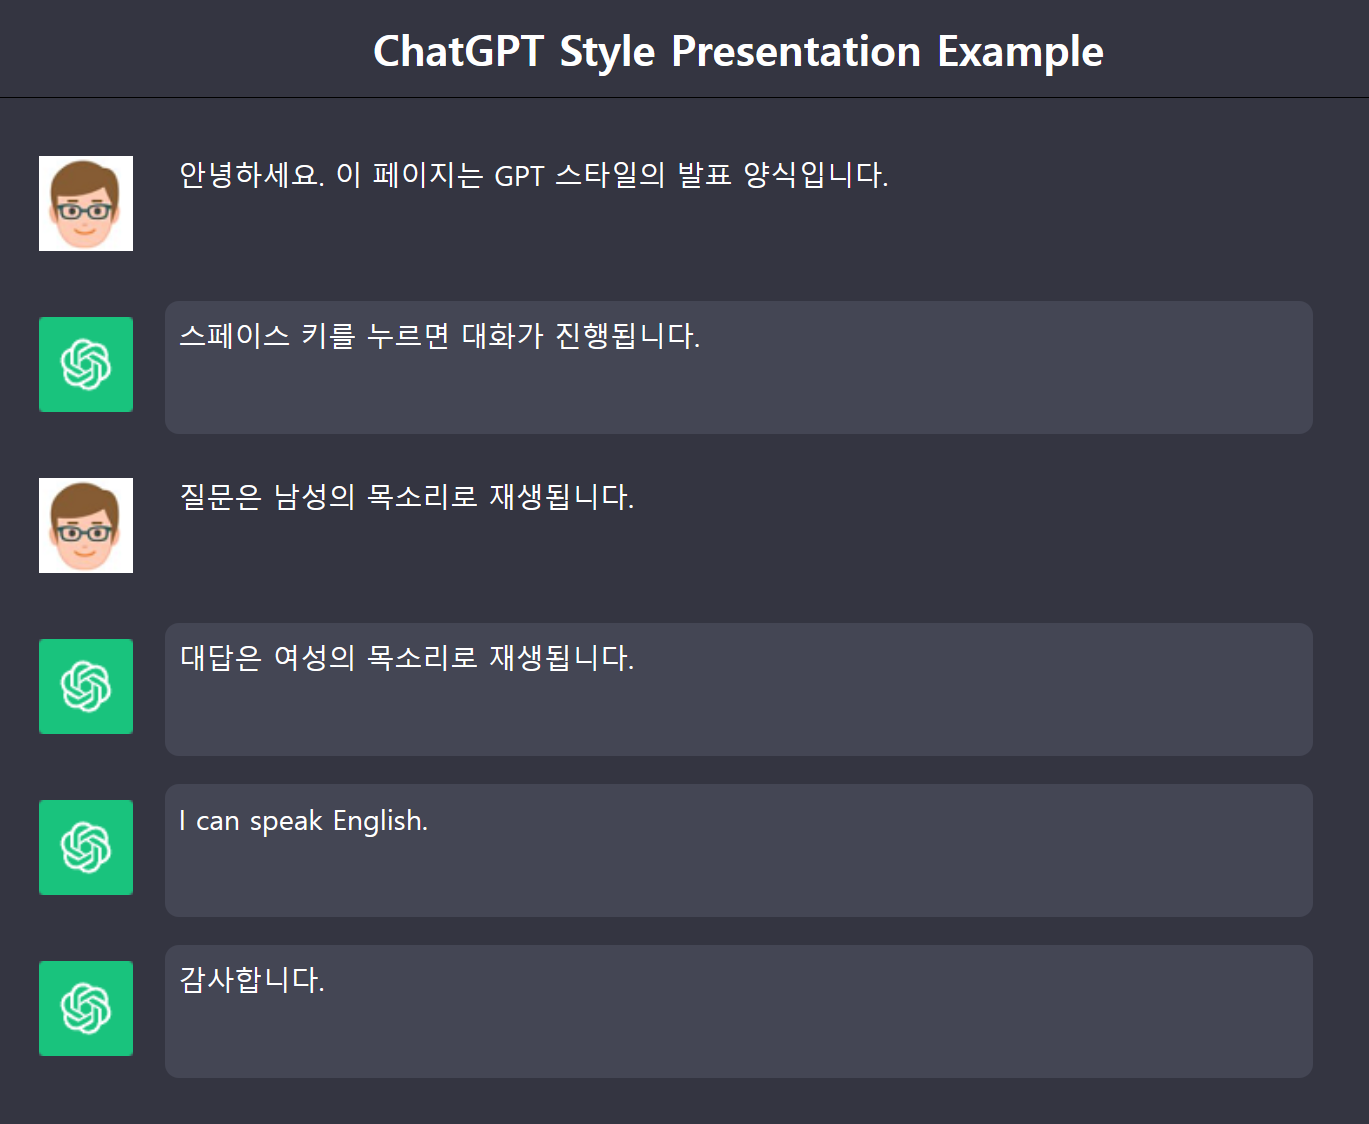 ChatGPT Style Presentation Example
안녕하세요. 이 페이지는 GPT 스타일의 발표 양식입니다.
스페이스 키를 누르면 대화가 진행됩니다.
질문은 남성의 목소리로 재생됩니다.
대답은 여성의 목소리로 재생됩니다.
I can speak English.
감사합니다.